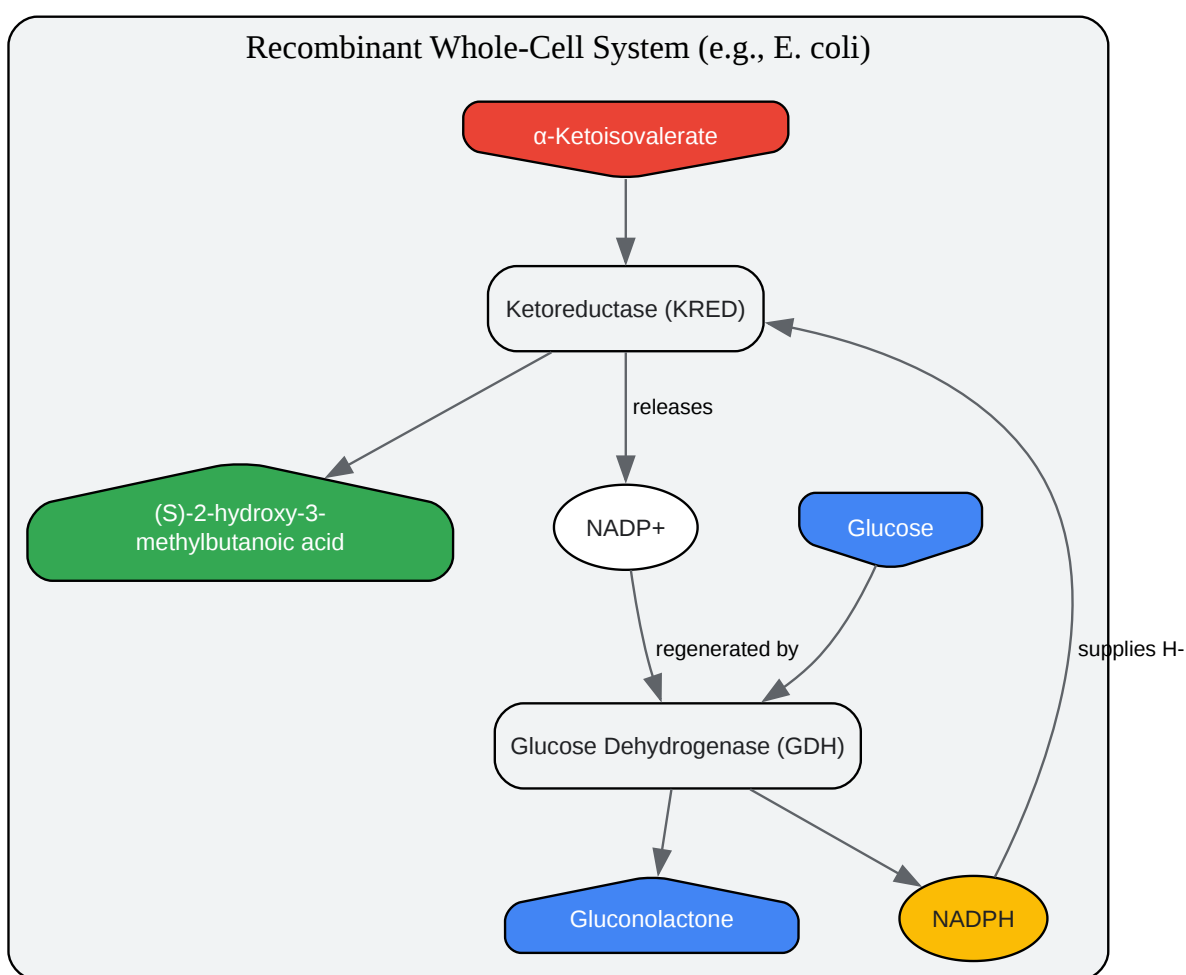 Recombinant Whole-Cell System (e.g., E. coli)
α-Ketoisovalerate
Ketoreductase (KRED)
releases
(S)-2-hydroxy-3-
methylbutanoic acid
NADP+
Glucose
regenerated by
supplies H-
Glucose Dehydrogenase (GDH)
Gluconolactone
NADPH